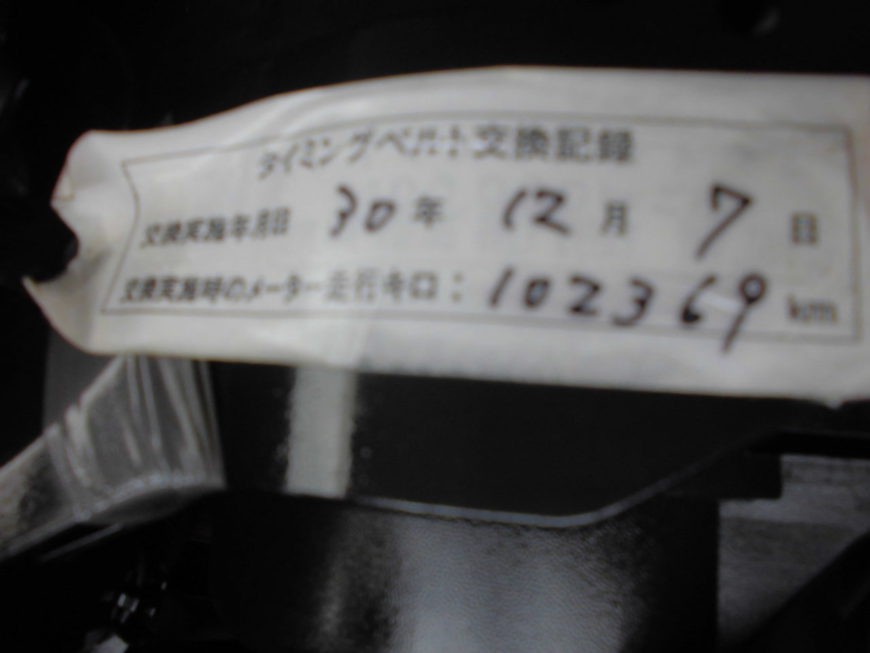 タイミングベルト交換記録
交換実施年月日 30年 12月 7日
交換実施時のメーター走行キロ：102369km